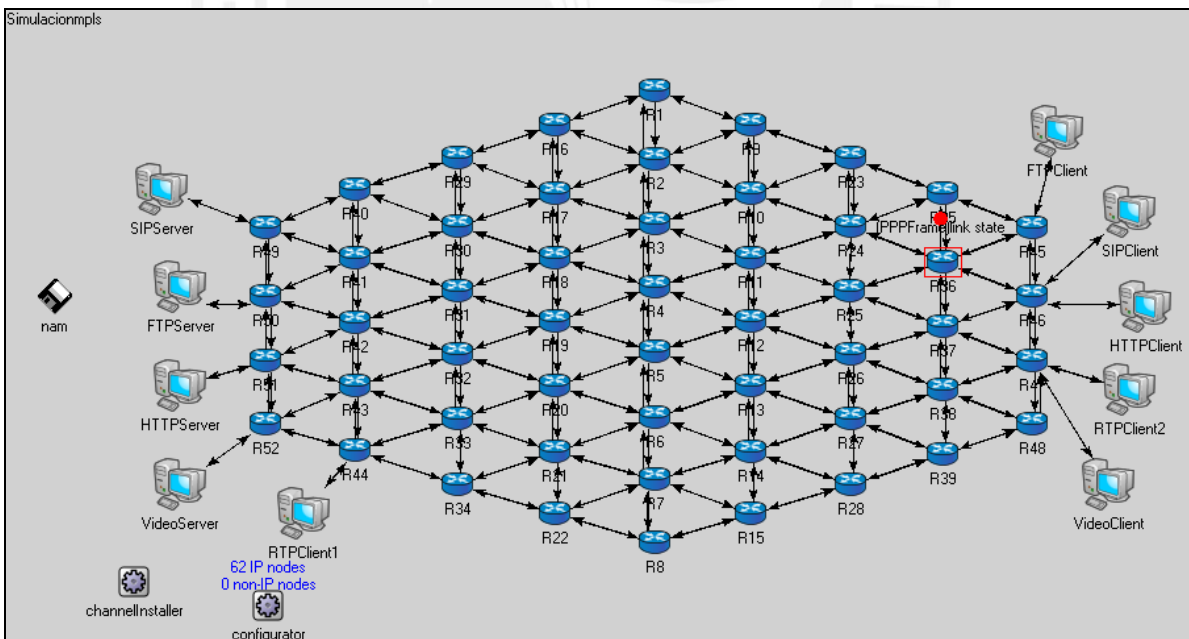 Simulacionmpls
R1
R16
R9
R29
R2
R23
FTPClient
R40
R17
R10
SIPServer
R49
R30
R3
R24
IPPPFrame)link state
R45
SIPClient
R41
R18
R11
R36
nam
FTPServer
R50
R31
R4
R25
R46
HTTPClient
R42
R19
R12
R37
R51
R32
R5
R26
HTTPServer
R43
R20
R13
R38
RTPClient2
R52
R33
R6
R27
R48
R44
R21
R14
R39
VideoServer
R34
R7
R28
VideoClient
RTPClient1
R22
R8
R15
62 IP nodes
0 non-IP nodes
channelInstaller
configurator